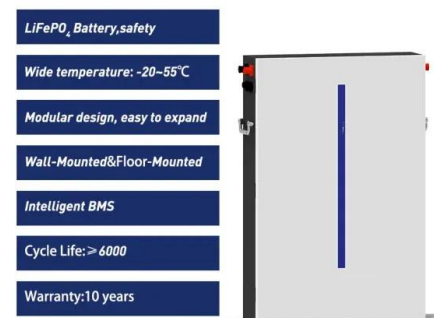 LiFePO₄ Battery,safety
Wide temperature: -20~55℃
Modular design, easy to expand
Wall-Mounted&Floor-Mounted
Intelligent BMS
Cycle Life:≥6000
Warranty:10 years